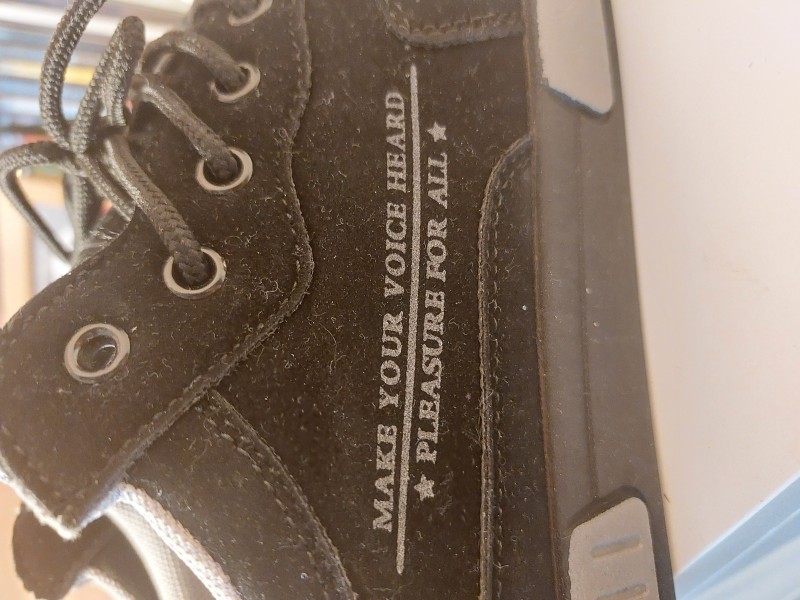 MAKE YOUR VOICE HEARD
★ PLEASURE FOR ALL ★